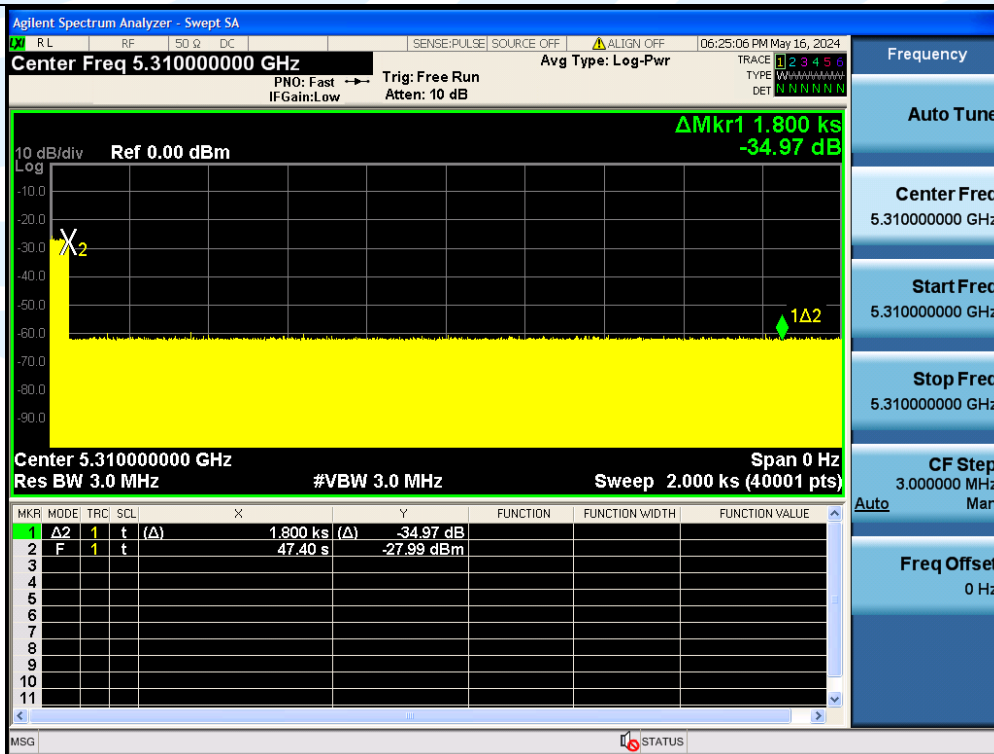 Agilent Spectrum Analyzer - Swept SA
LXI RL RF 50 Ω DC SENSE:PULSE SOURCE OFF ALIGN OFF 06:25:06 PM May 16, 2024
Center Freq 5.310000000 GHz
PNO: Fast
IFGain:Low
Trig: Free Run
Atten: 10 dB
Avg Type: Log-Pwr
TRACE 1 2 3 4 5 6
TYPE
DET N N N N N N
ΔMkr1 1.800 ks
-34.97 dB
10 dB/div Ref 0.00 dBm
Log
-10.0
-20.0
-30.0
-40.0
-50.0
-60.0
-70.0
-80.0
-90.0
X2
1Δ2
Center 5.310000000 GHz Span 0 Hz
Res BW 3.0 MHz #VBW 3.0 MHz Sweep 2.000 ks (40001 pts)
MKR MODE TRC SCL X Y FUNCTION FUNCTION WIDTH FUNCTION VALUE
1 Δ2 1 t (Δ) 1.800 ks (Δ) -34.97 dB
2 F 1 t 47.40 s -27.99 dBm
3
4
5
6
7
8
9
10
11
MSG STATUS
Frequency
Auto Tune
Center Freq
5.310000000 GHz
Start Freq
5.310000000 GHz
Stop Freq
5.310000000 GHz
CF Step
3.000000 MHz
Auto Man
Freq Offset
0 Hz